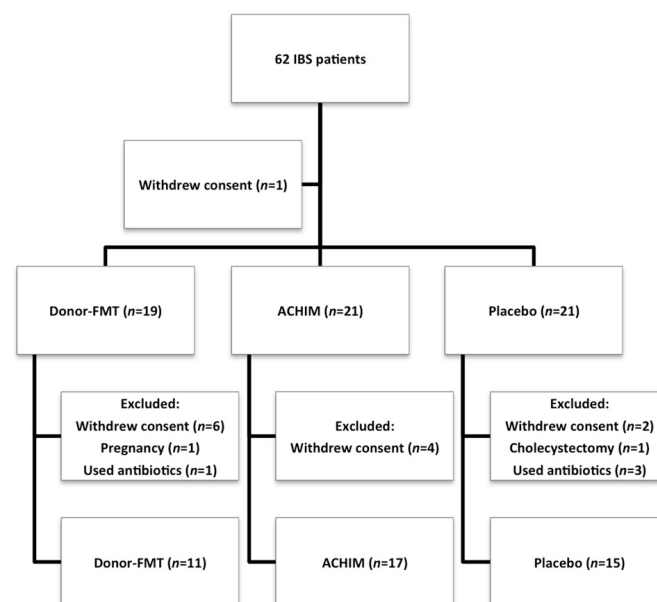 62 IBS patients
Withdrew consent (n=1)
Donor-FMT (n=19)
ACHIM (n=21)
Placebo (n=21)
Excluded:
Withdrew consent (n=6)
Pregnancy (n=1)
Used antibiotics (n=1)
Excluded:
Withdrew consent (n=4)
Excluded:
Withdrew consent (n=2)
Cholecystectomy (n=1)
Used antibiotics (n=3)
Donor-FMT (n=11)
ACHIM (n=17)
Placebo (n=15)